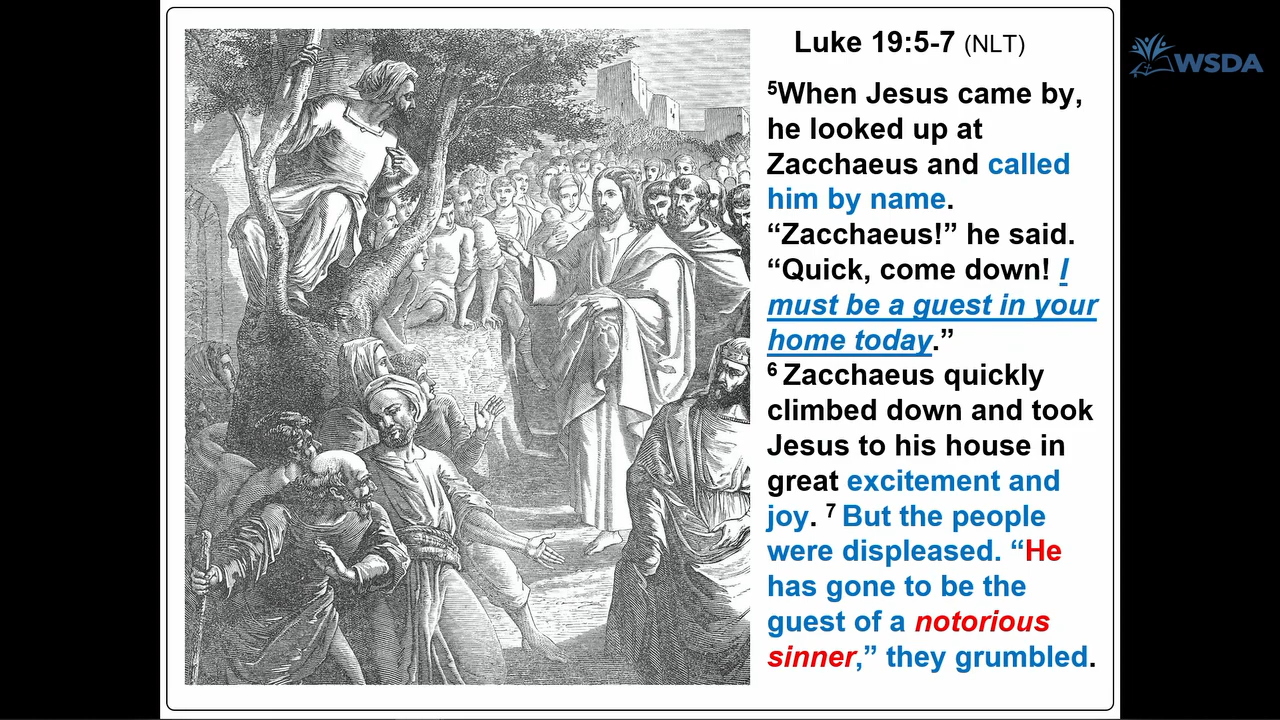 Luke 19:5-7 (NLT)
WSDA
⁵When Jesus came by,
he looked up at
Zacchaeus and called
him by name.
“Zacchaeus!” he said.
“Quick, come down! I
must be a guest in your
home today.”
⁶ Zacchaeus quickly
climbed down and took
Jesus to his house in
great excitement and
joy. ⁷ But the people
were displeased. “He
has gone to be the
guest of a notorious
sinner,” they grumbled.